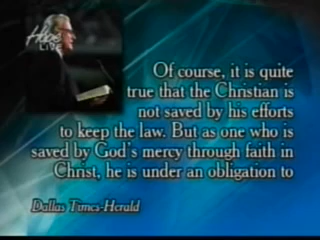 Hope
LIVE
Of course, it is quite
true that the Christian is
not saved by his efforts
to keep the law. But as one who is
saved by God's mercy through faith in
Christ, he is under an obligation to
Dallas Times-Herald